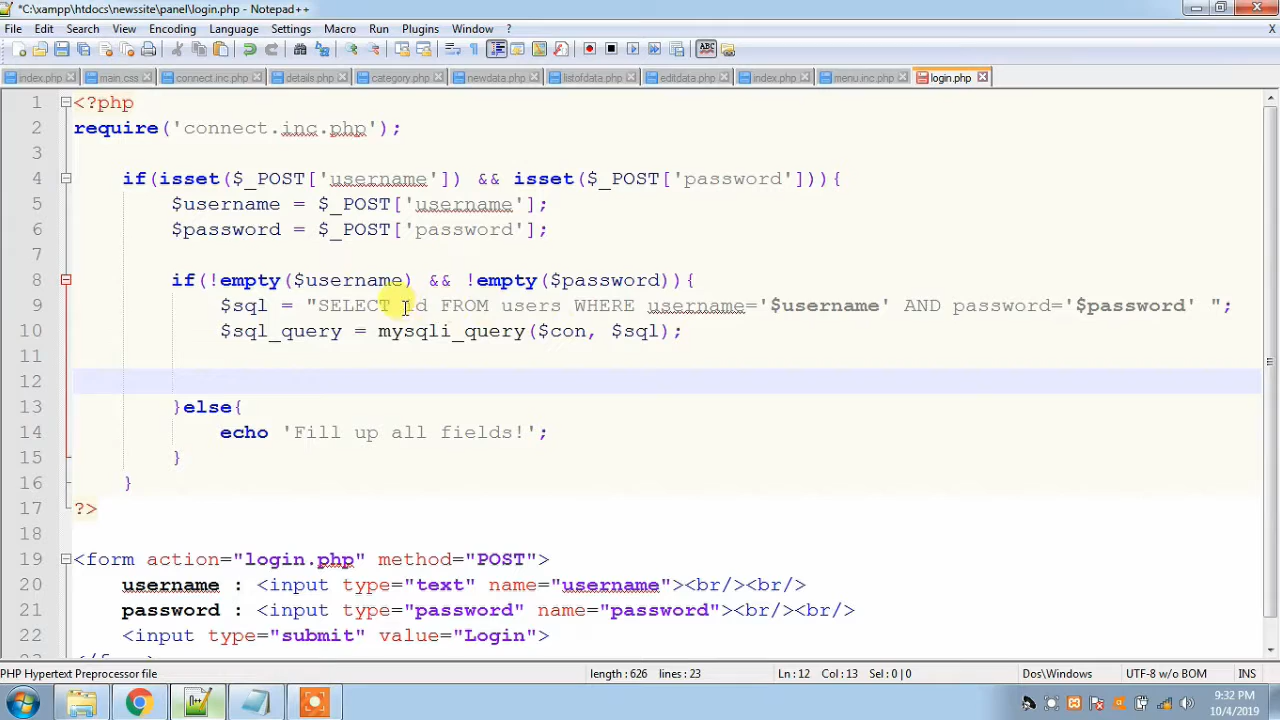 *C:\xampp\htdocs\newssite\panel\login.php - Notepad++
File Edit Search View Encoding Language Settings Macro Run Plugins Window ? X
index.php main.css connect.inc.php details.php category.php newdata.php listofdata.php editdata.php index.php menu.inc.php login.php
1 <?php
2 require('connect.inc.php');
3
4 if(isset($_POST['username']) && isset($_POST['password'])){
5 $username = $_POST['username'];
6 $password = $_POST['password'];
7
8 if(!empty($username) && !empty($password)){
9 $sql = "SELECT id FROM users WHERE username='$username' AND password='$password' ";
10 $sql_query = mysqli_query($con, $sql);
11
12
13 }else{
14 echo 'Fill up all fields!';
15 }
16 }
17 ?>
18
19 <form action="login.php" method="POST">
20 username : <input type="text" name="username"><br/><br/>
21 password : <input type="password" name="password"><br/><br/>
22 <input type="submit" value="Login">
PHP Hypertext Preprocessor file length : 626 lines : 23 Ln : 12 Col : 13 Sel : 0 | 0 Dos\Windows UTF-8 w/o BOM INS
9:32 PM
10/4/2019